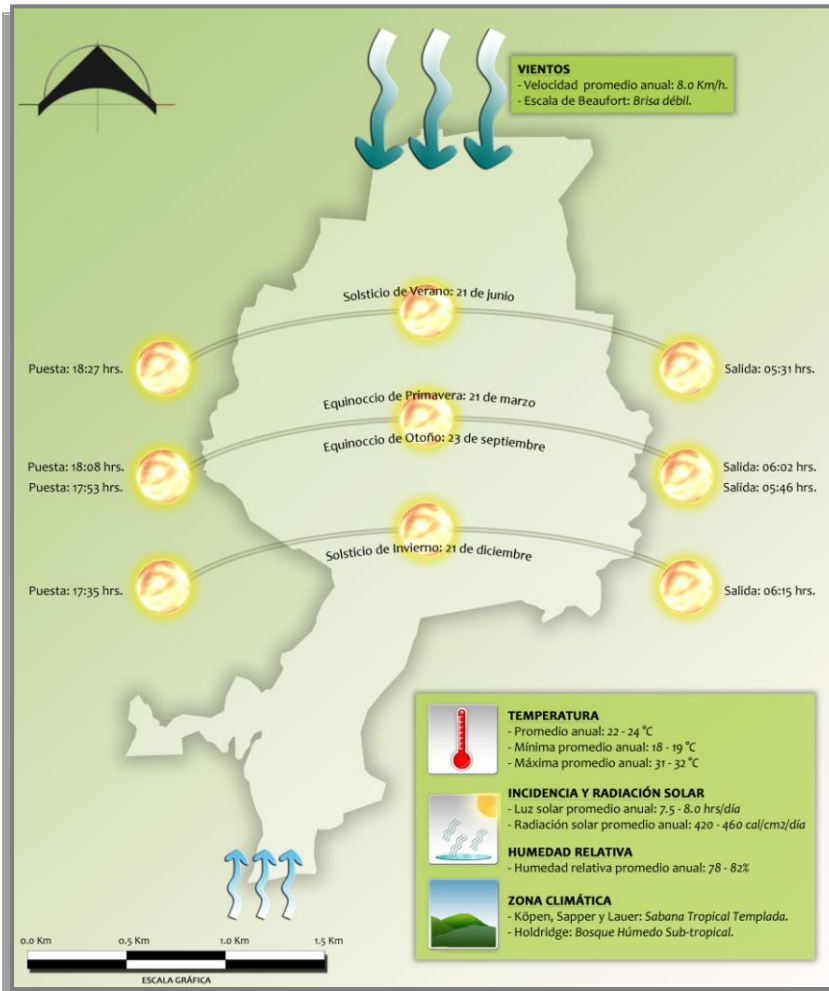 VIENTOS
- Velocidad promedio anual: 8.0 Km/h.
- Escala de Beaufort: Brisa débil.
Solsticio de Verano: 21 de junio
Puesta: 18:27 hrs.
Salida: 05:31 hrs.
Equinoccio de Primavera: 21 de marzo
Equinoccio de Otoño: 23 de septiembre
Puesta: 18:08 hrs.
Puesta: 17:53 hrs.
Salida: 06:02 hrs.
Salida: 05:46 hrs.
Solsticio de Invierno: 21 de diciembre
Puesta: 17:35 hrs.
Salida: 06:15 hrs.
TEMPERATURA
- Promedio anual: 22 - 24 °C
- Mínima promedio anual: 18 - 19 °C
- Máxima promedio anual: 31 - 32 °C
INCIDENCIA Y RADIACIÓN SOLAR
- Luz solar promedio anual: 7.5 - 8.0 hrs/día
- Radiación solar promedio anual: 420 - 460 cal/cm2/día
HUMEDAD RELATIVA
- Humedad relativa promedio anual: 78 - 82%
ZONA CLIMÁTICA
- Köpen, Sapper y Lauer: Sabana Tropical Templada.
- Holdridge: Bosque Húmedo Sub-tropical.
0.0 Km 0.5 Km 1.0 Km 1.5 Km
ESCALA GRÁFICA